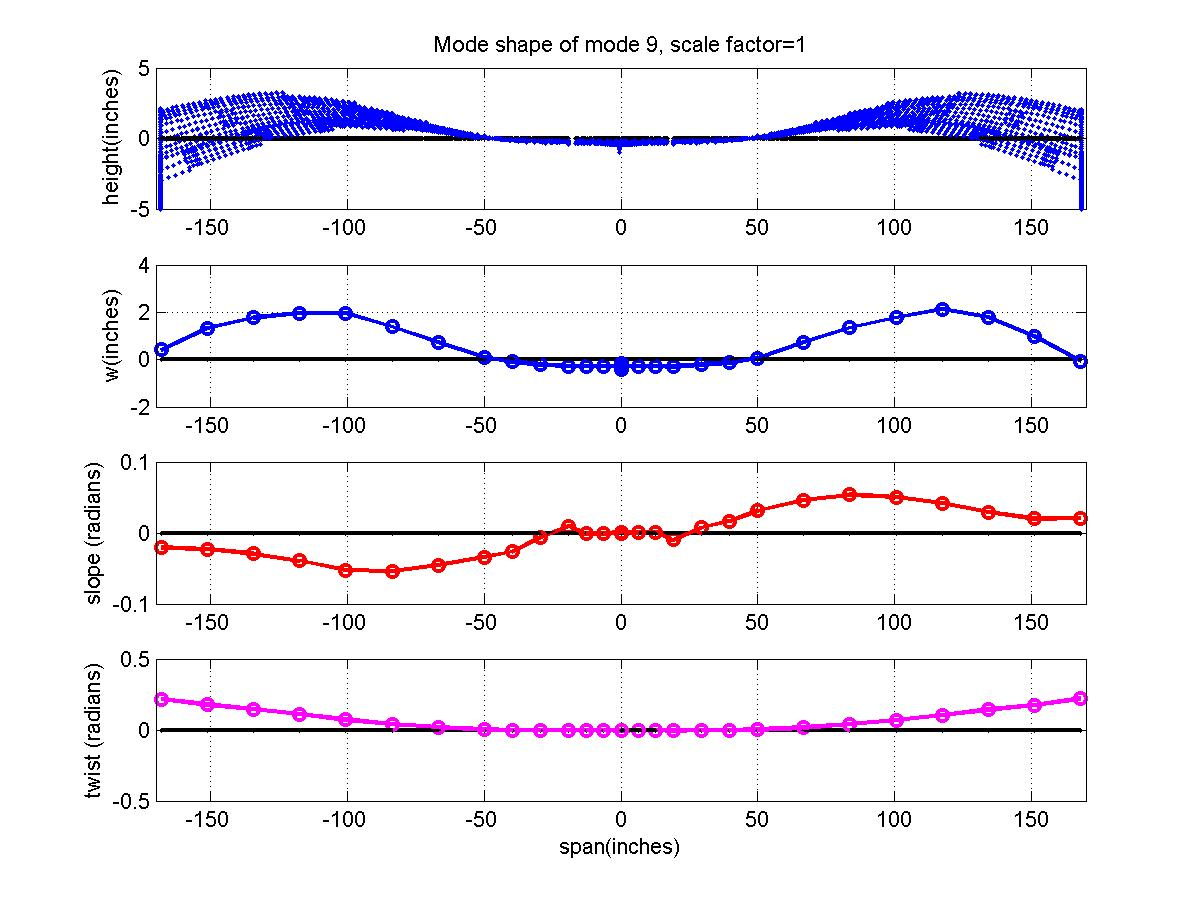 Mode shape of mode 9, scale factor=1
height(inches)
5
0
-5
-150 -100 -50 0 50 100 150
w(inches)
4
2
0
-2
-150 -100 -50 0 50 100 150
slope (radians)
0.1
0
-0.1
-150 -100 -50 0 50 100 150
twist (radians)
0.5
0
-0.5
-150 -100 -50 0 50 100 150
span(inches)